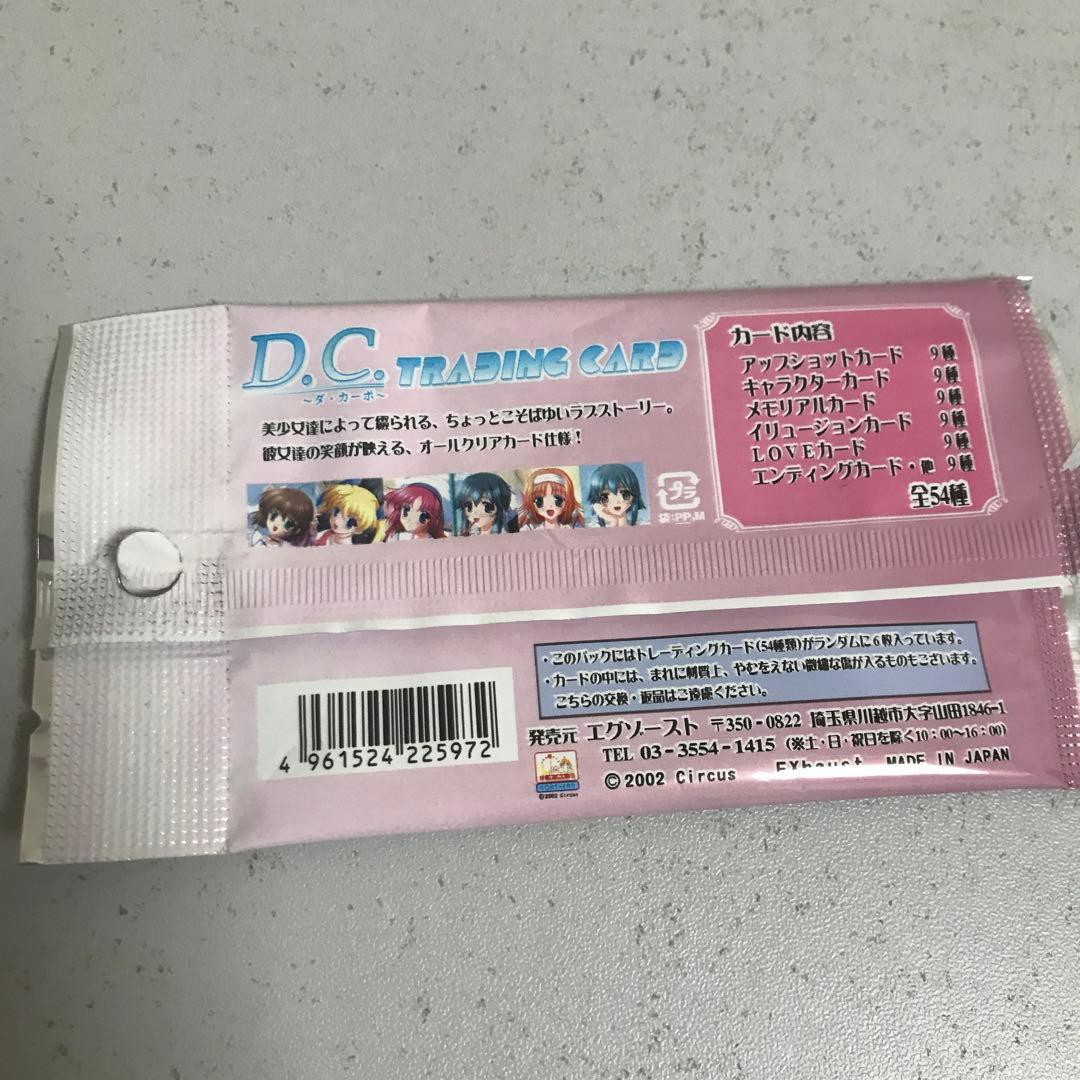 D.C. TRADING CARD
～ダ・カーポ～
美少女達によって綴られる、ちょっとこそばゆいラブストーリー。
彼女達の笑顔が映える、オールクリアカード仕様！
プラ
袋:PP,M
カード内容
アップショットカード 9種
キャラクターカード 9種
メモリアルカード 9種
イリュージョンカード 9種
LOVEカード 9種
エンディングカード・他 9種
全54種
・このパックにはトレーディングカード(54種類)がランダムに6枚入っています。
・カードの中には、まれに材質上、やむをえない微細な傷が入るものもございます。
こちらの交換・返品はご遠慮ください。
4 961524 225972
発売元 エグゾースト 〒350-0822 埼玉県川越市大字山田1846-1
TEL 03-3554-1415 (※土・日・祝日を除く10：00～16：00)
©2002 Circus EXhaust MADE IN JAPAN
©2002 Circus